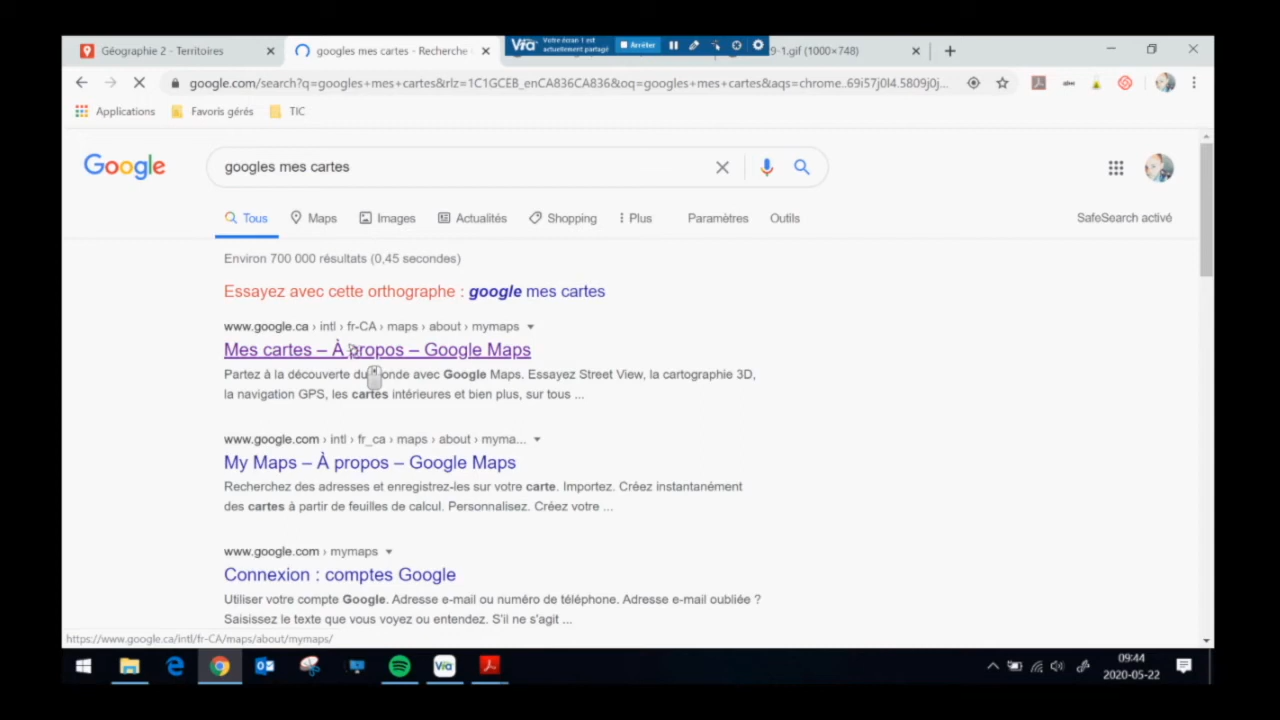 Géographie 2 - Territoires
googles mes cartes - Recherche
Via
Votre écran 1 est
actuellement partagé
Arrêter
9-1.gif (1000×748)
google.com/search?q=googles+mes+cartes&rlz=1C1GCEB_enCA836CA836&oq=googles+mes+cartes&aqs=chrome..69i57j0l4.5809j0j...
Applications
Favoris gérés
TIC
Google
googles mes cartes
Tous
Maps
Images
Actualités
Shopping
Plus
Paramètres
Outils
SafeSearch activé
Environ 700 000 résultats (0,45 secondes)
Essayez avec cette orthographe : google mes cartes
www.google.ca › intl › fr-CA › maps › about › mymaps
Mes cartes – À propos – Google Maps
Partez à la découverte du monde avec Google Maps. Essayez Street View, la cartographie 3D,
la navigation GPS, les cartes intérieures et bien plus, sur tous ...
www.google.com › intl › fr_ca › maps › about › myma...
My Maps – À propos – Google Maps
Recherchez des adresses et enregistrez-les sur votre carte. Importez. Créez instantanément
des cartes à partir de feuilles de calcul. Personnalisez. Créez votre ...
www.google.com › mymaps
Connexion : comptes Google
Utiliser votre compte Google. Adresse e-mail ou numéro de téléphone. Adresse e-mail oubliée ?
Saisissez le texte que vous voyez ou entendez. S'il ne s'agit ...
https://www.google.ca/intl/fr-CA/maps/about/mymaps/
Via
09:44
2020-05-22